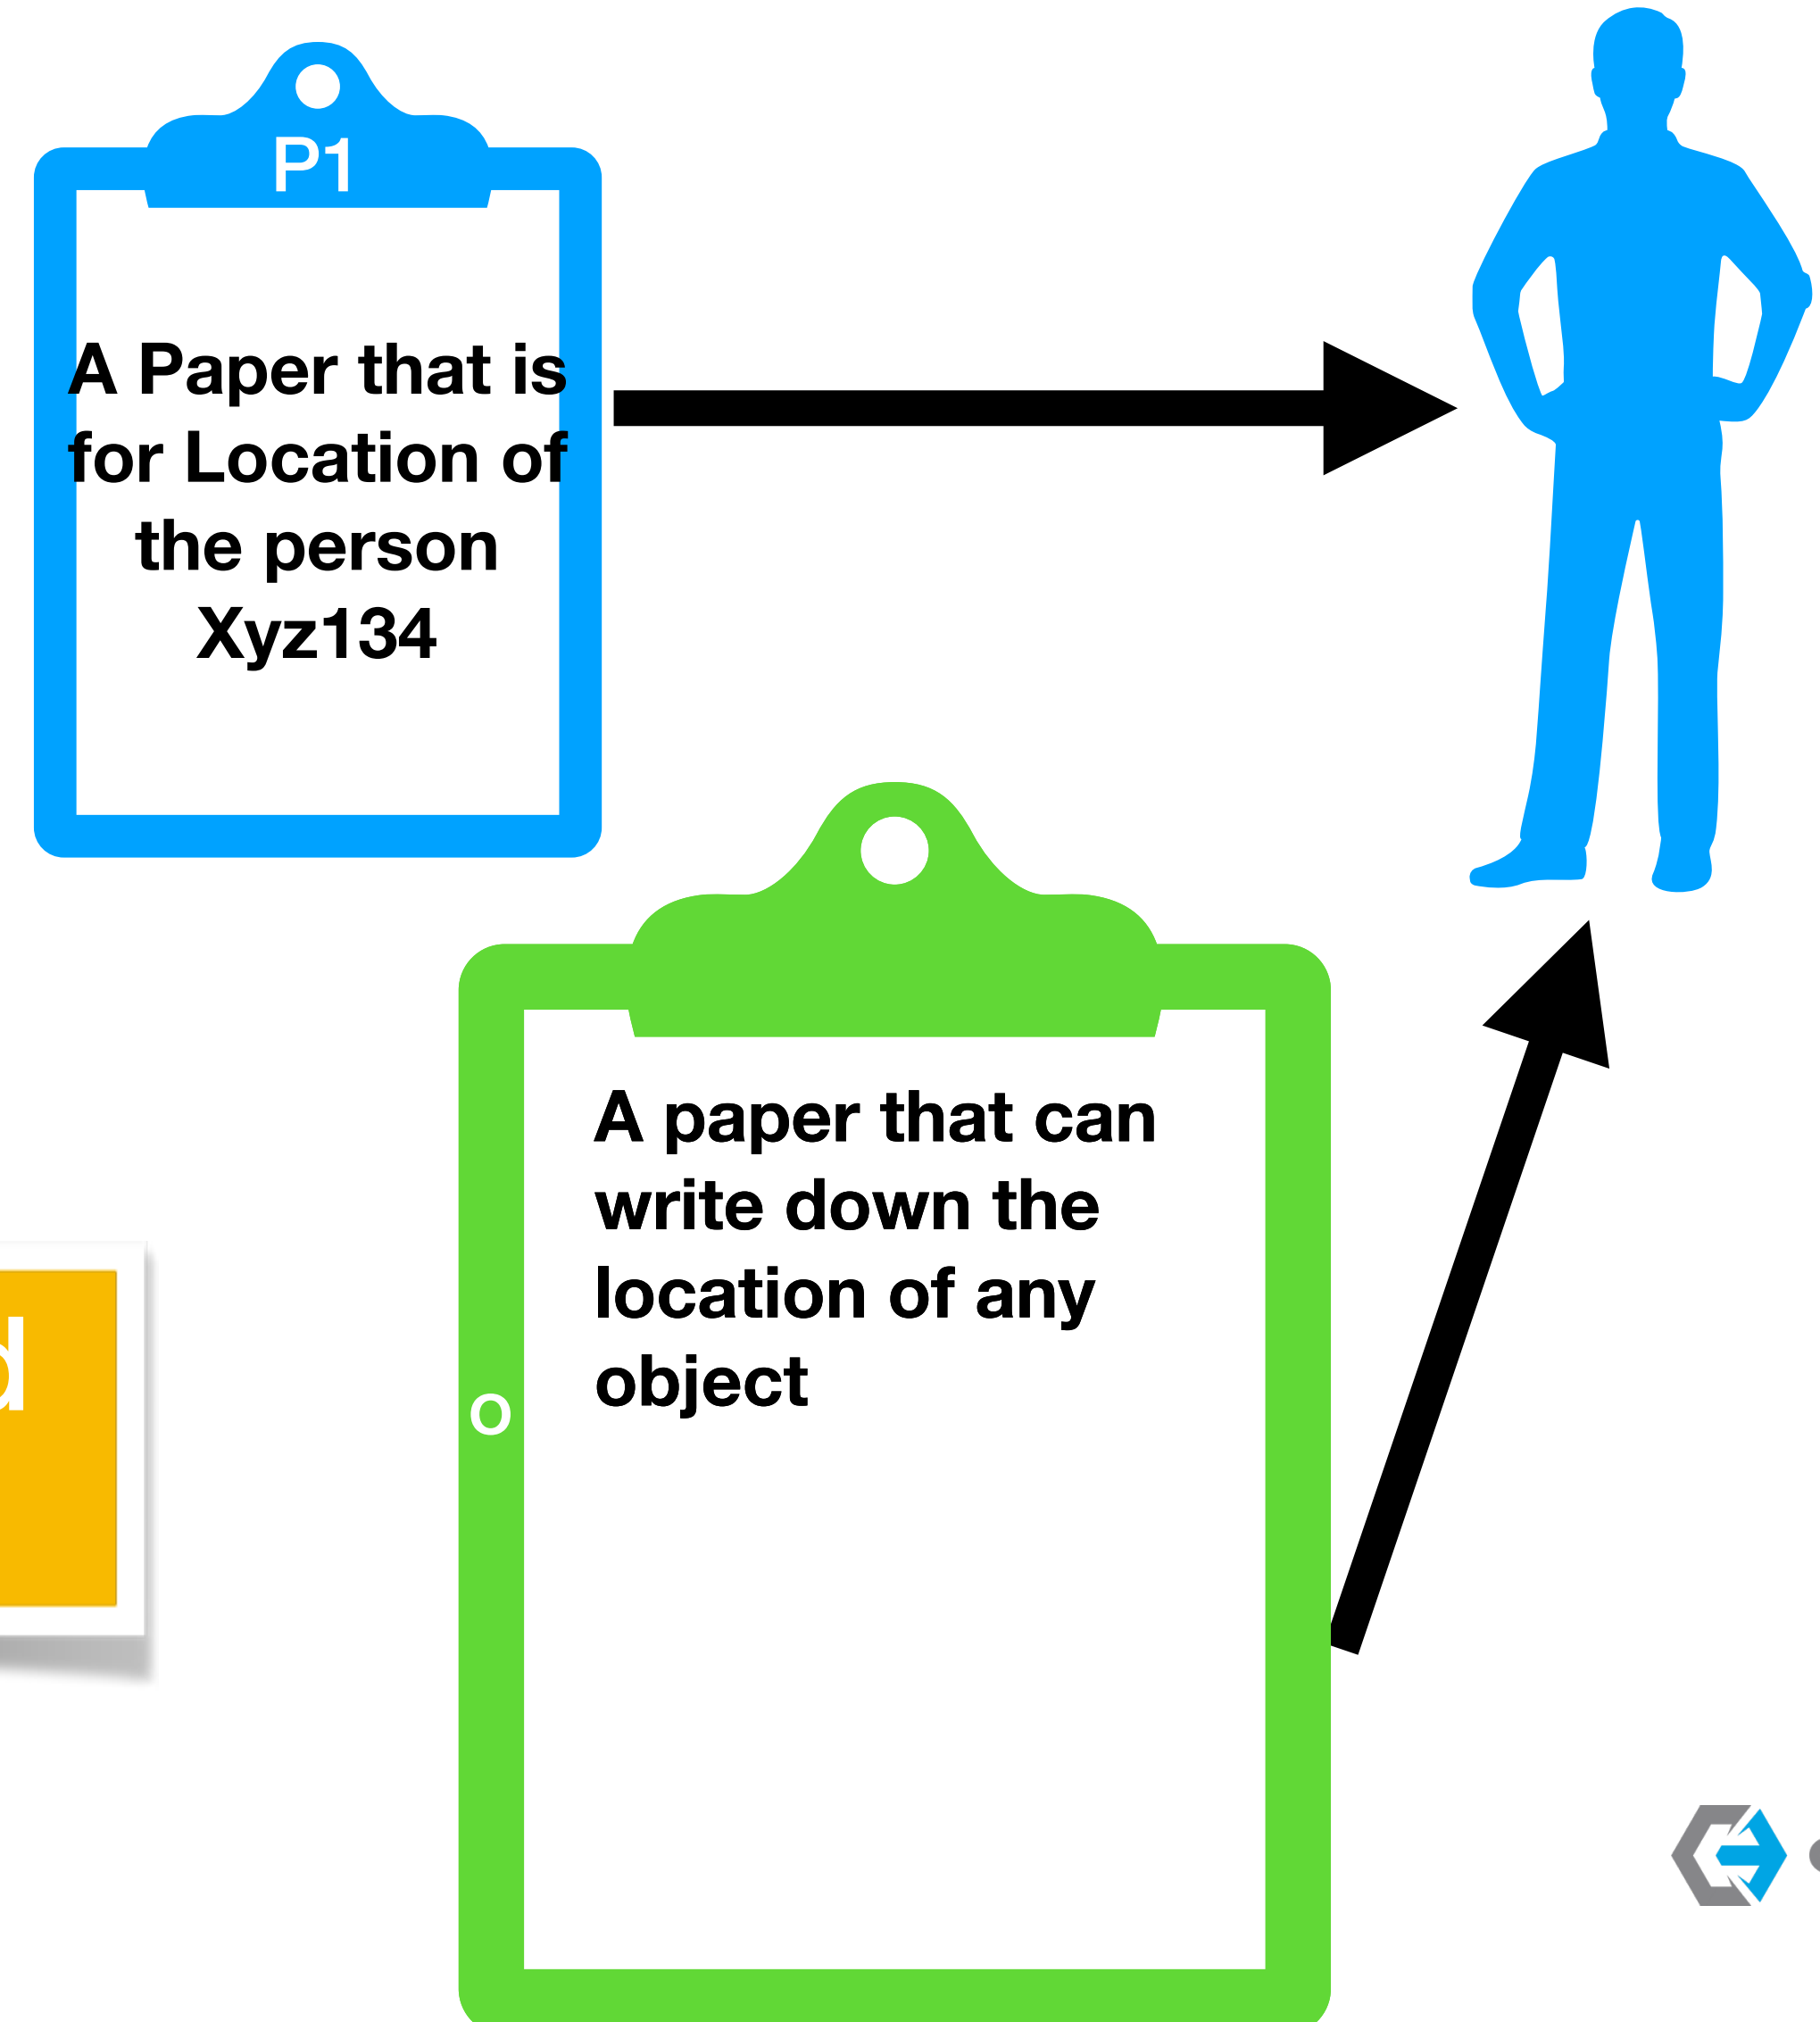 P1
A Paper that is
for Location of
the person
Xyz134
A paper that can
write down the
location of any
object
o
d